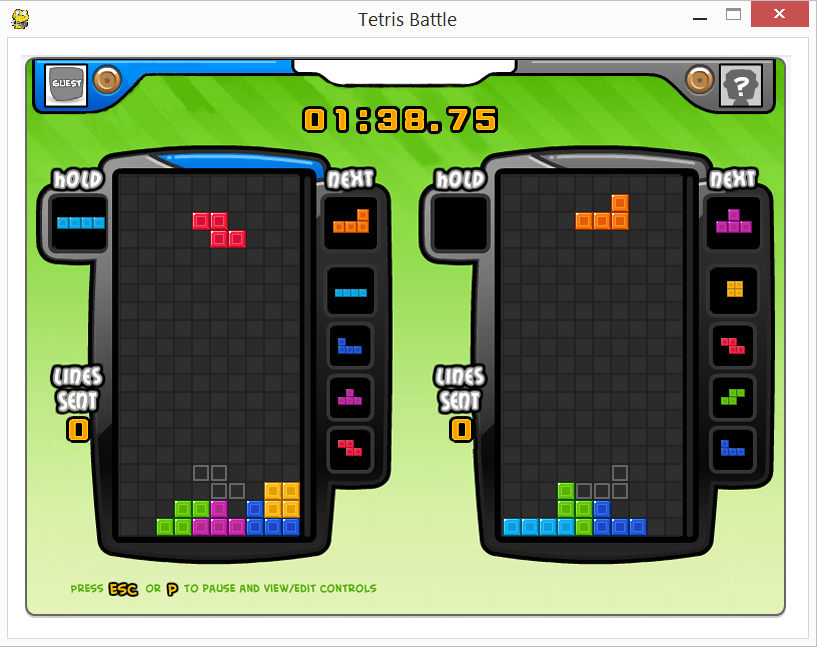 Tetris Battle
GUEST
?
01:38.75
HOLD
NEXT
HOLD
NEXT
LINES
SENT
0
LINES
SENT
0
PRESS ESC OR P TO PAUSE AND VIEW/EDIT CONTROLS